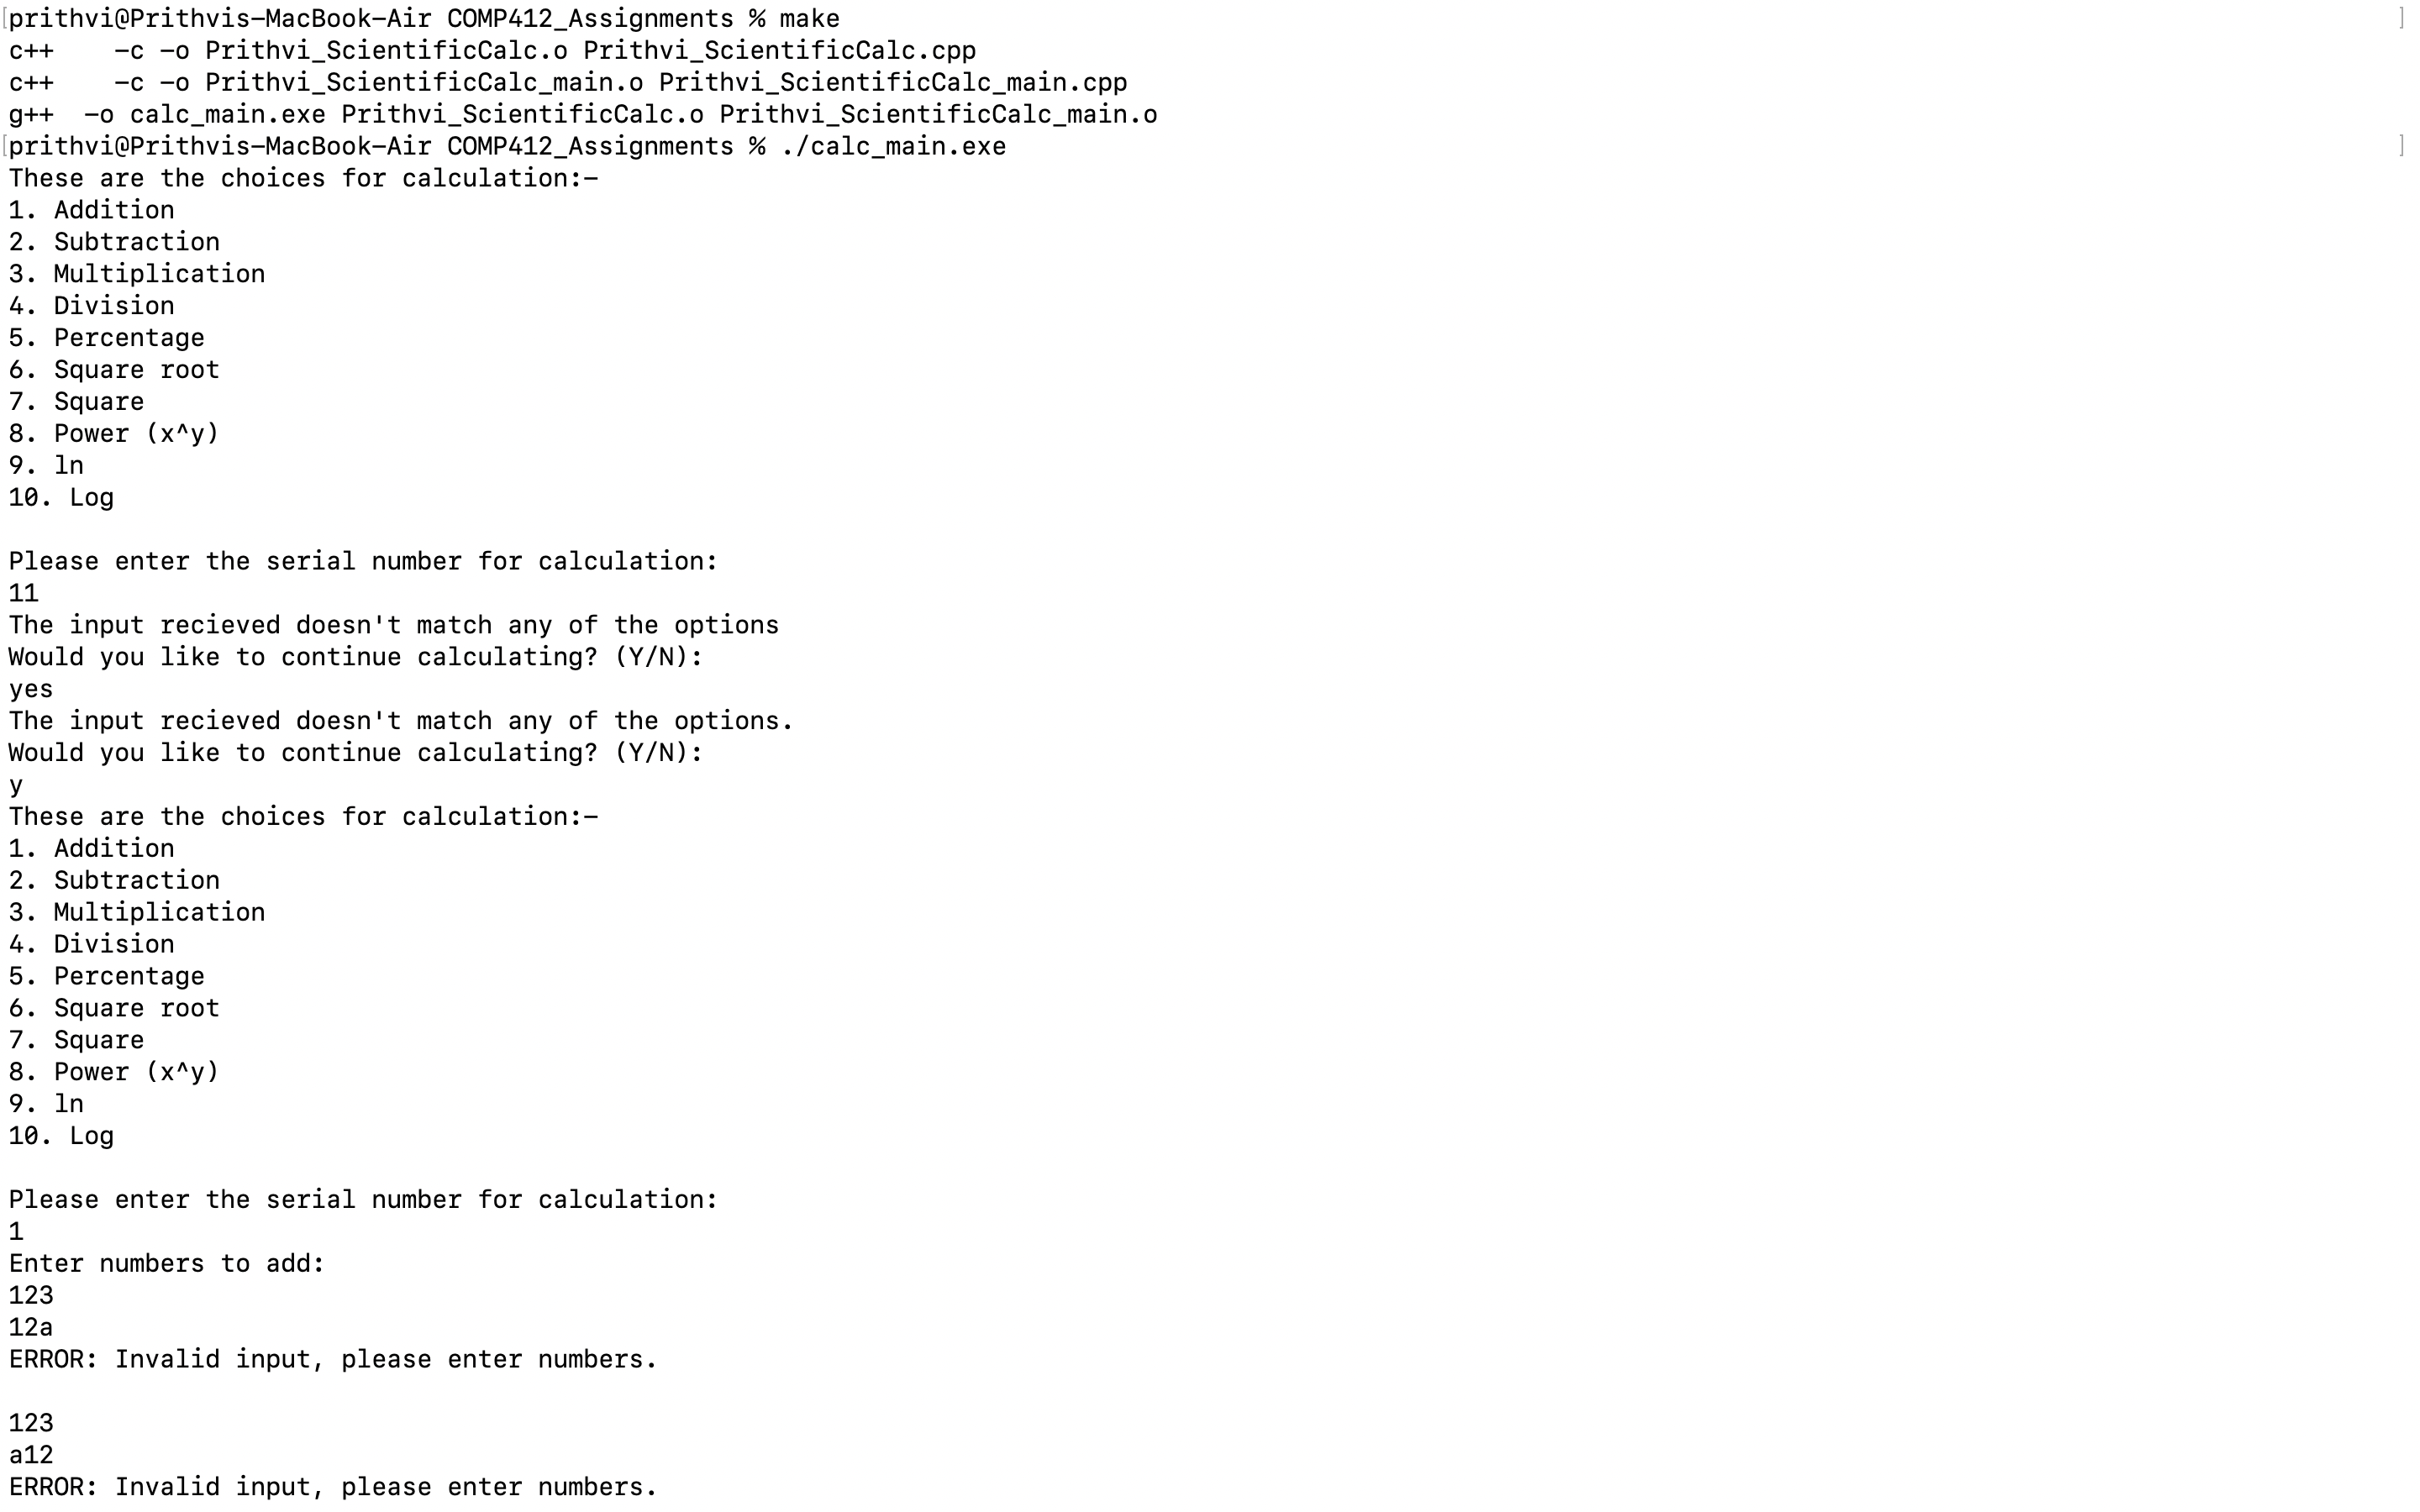 [prithvi@Prithvis-MacBook-Air COMP412_Assignments % make ]
c++    -c -o Prithvi_ScientificCalc.o Prithvi_ScientificCalc.cpp
c++    -c -o Prithvi_ScientificCalc_main.o Prithvi_ScientificCalc_main.cpp
g++  -o calc_main.exe Prithvi_ScientificCalc.o Prithvi_ScientificCalc_main.o
[prithvi@Prithvis-MacBook-Air COMP412_Assignments % ./calc_main.exe ]
These are the choices for calculation:-
1. Addition
2. Subtraction
3. Multiplication
4. Division
5. Percentage
6. Square root
7. Square
8. Power (x^y)
9. ln
10. Log

Please enter the serial number for calculation:
11
The input recieved doesn't match any of the options
Would you like to continue calculating? (Y/N):
yes
The input recieved doesn't match any of the options.
Would you like to continue calculating? (Y/N):
y
These are the choices for calculation:-
1. Addition
2. Subtraction
3. Multiplication
4. Division
5. Percentage
6. Square root
7. Square
8. Power (x^y)
9. ln
10. Log

Please enter the serial number for calculation:
1
Enter numbers to add:
123
12a
ERROR: Invalid input, please enter numbers.

123
a12
ERROR: Invalid input, please enter numbers.